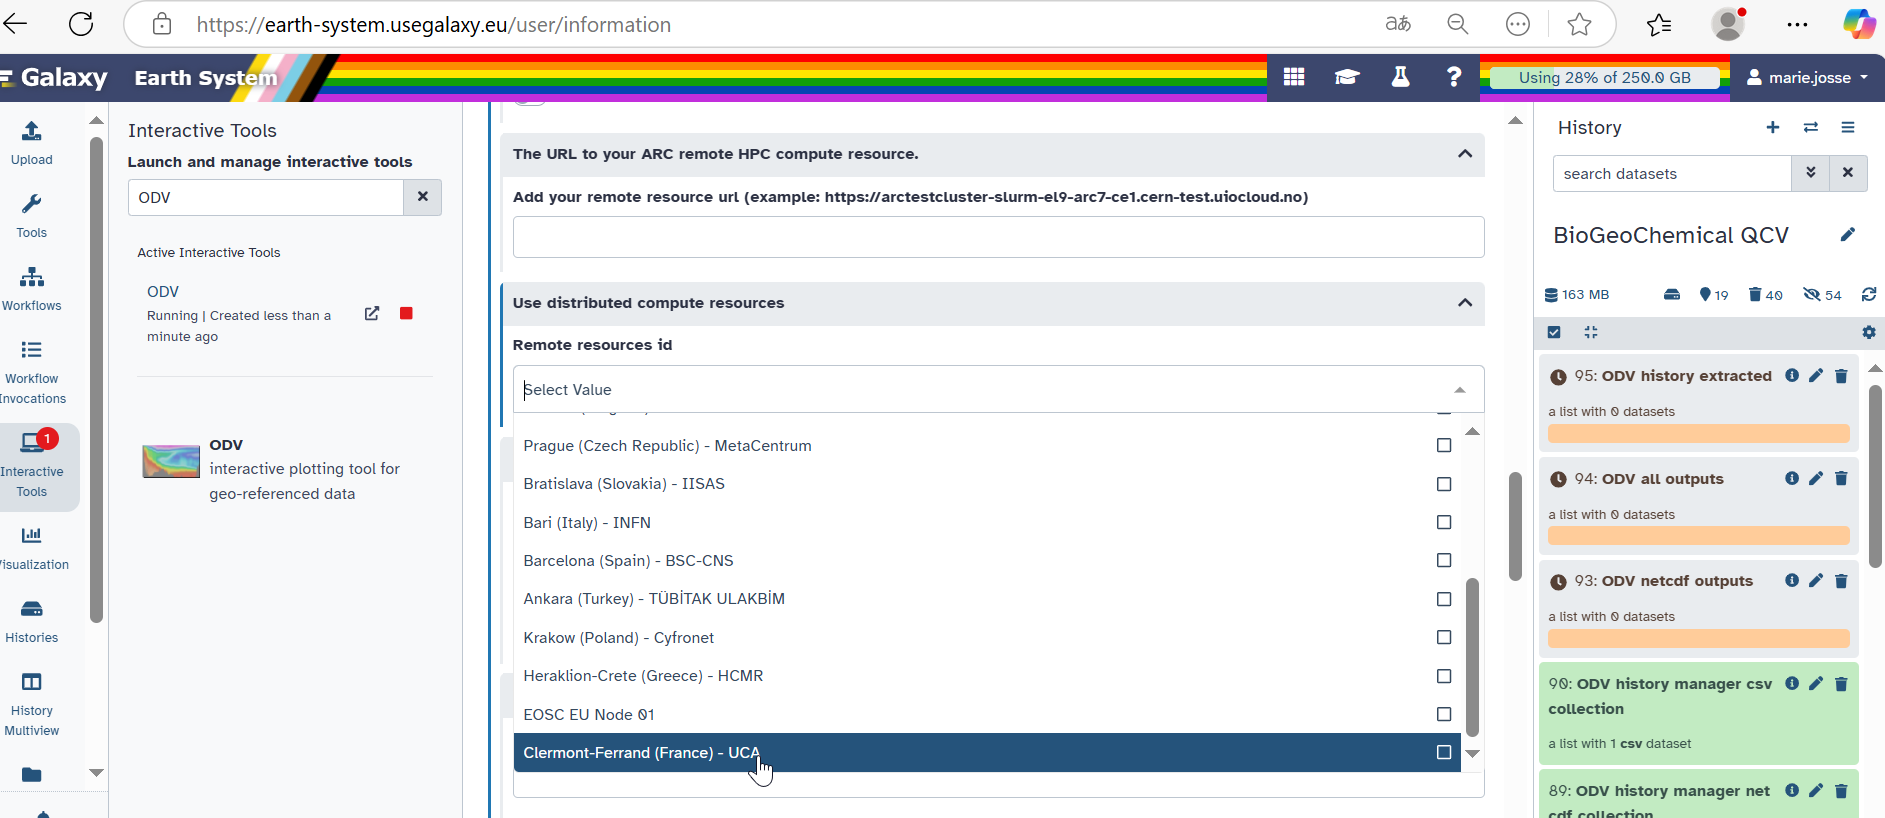 https://earth-system.usegalaxy.eu/user/information
aあ
Galaxy
Earth System
Using 28% of 250.0 GB
marie.josse
Upload
Tools
Workflows
Workflow
Invocations
1
Interactive
Tools
Visualization
Histories
History
Multiview
Interactive Tools
Launch and manage interactive tools
ODV
Active Interactive Tools
ODV
Running | Created less than a
minute ago
ODV
interactive plotting tool for
geo-referenced data
The URL to your ARC remote HPC compute resource.
Add your remote resource url (example: https://arctestcluster-slurm-el9-arc7-ce1.cern-test.uiocloud.no)
Use distributed compute resources
Remote resources id
Select Value
Prague (Czech Republic) - MetaCentrum
Bratislava (Slovakia) - IISAS
Bari (Italy) - INFN
Barcelona (Spain) - BSC-CNS
Ankara (Turkey) - TÜBİTAK ULAKBİM
Krakow (Poland) - Cyfronet
Heraklion-Crete (Greece) - HCMR
EOSC EU Node 01
Clermont-Ferrand (France) - UCA
History
search datasets
BioGeoChemical QCV
163 MB
19
40
54
95: ODV history extracted
a list with 0 datasets
94: ODV all outputs
a list with 0 datasets
93: ODV netcdf outputs
a list with 0 datasets
90: ODV history manager csv
collection
a list with 1 csv dataset
89: ODV history manager net
cdf collection